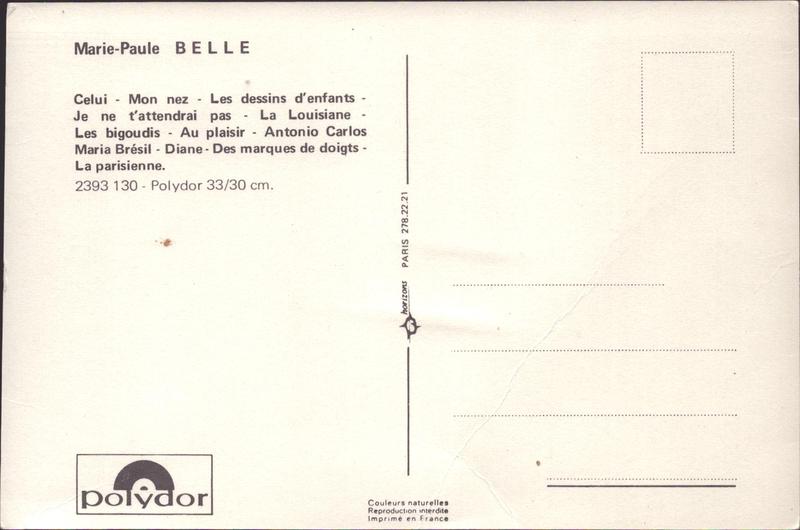 Marie-Paule BELLE
Celui - Mon nez - Les dessins d'enfants -
Je ne t'attendrai pas - La Louisiane -
Les bigoudis - Au plaisir - Antonio Carlos
Maria Brésil - Diane - Des marques de doigts -
La parisienne.
2393 130 - Polydor 33/30 cm.
polydor
horizons PARIS 278.22.21
Couleurs naturelles
Reproduction interdite
Imprimé en France